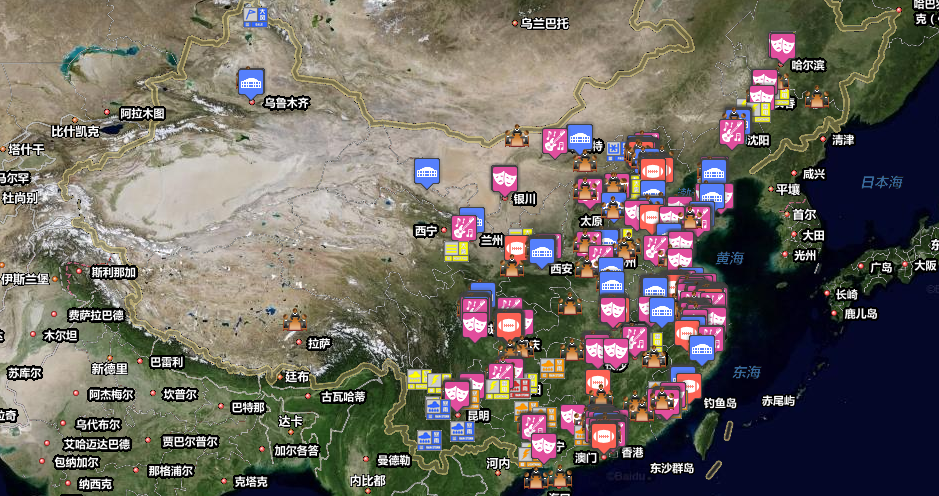 大风
乌兰巴托
哈尔滨
乌鲁木齐
阿拉木图
比什凯克
塔什干
杜尚别
沈阳
清津
咸兴
平壤
日本海
首尔
大田
光州
黄海
广岛
大阪
长崎
鹿儿岛
银川
西宁
兰州
太原
西安
伊斯兰堡
斯利那加
费萨拉巴德
木尔坦
拉萨
新德里
巴雷利
苏库尔
廷布
阿杰梅尔
坎普尔
古瓦哈蒂
巴特那
乌代布尔
达卡
艾哈迈达巴德
贾巴尔普尔
加尔各答
包纳加尔
那格浦尔
曼德勒
纳西克
克塔克
内比都
昆明
河内
澳门
香港
东沙群岛
东海
钓鱼岛
赤尾屿
©Baidu